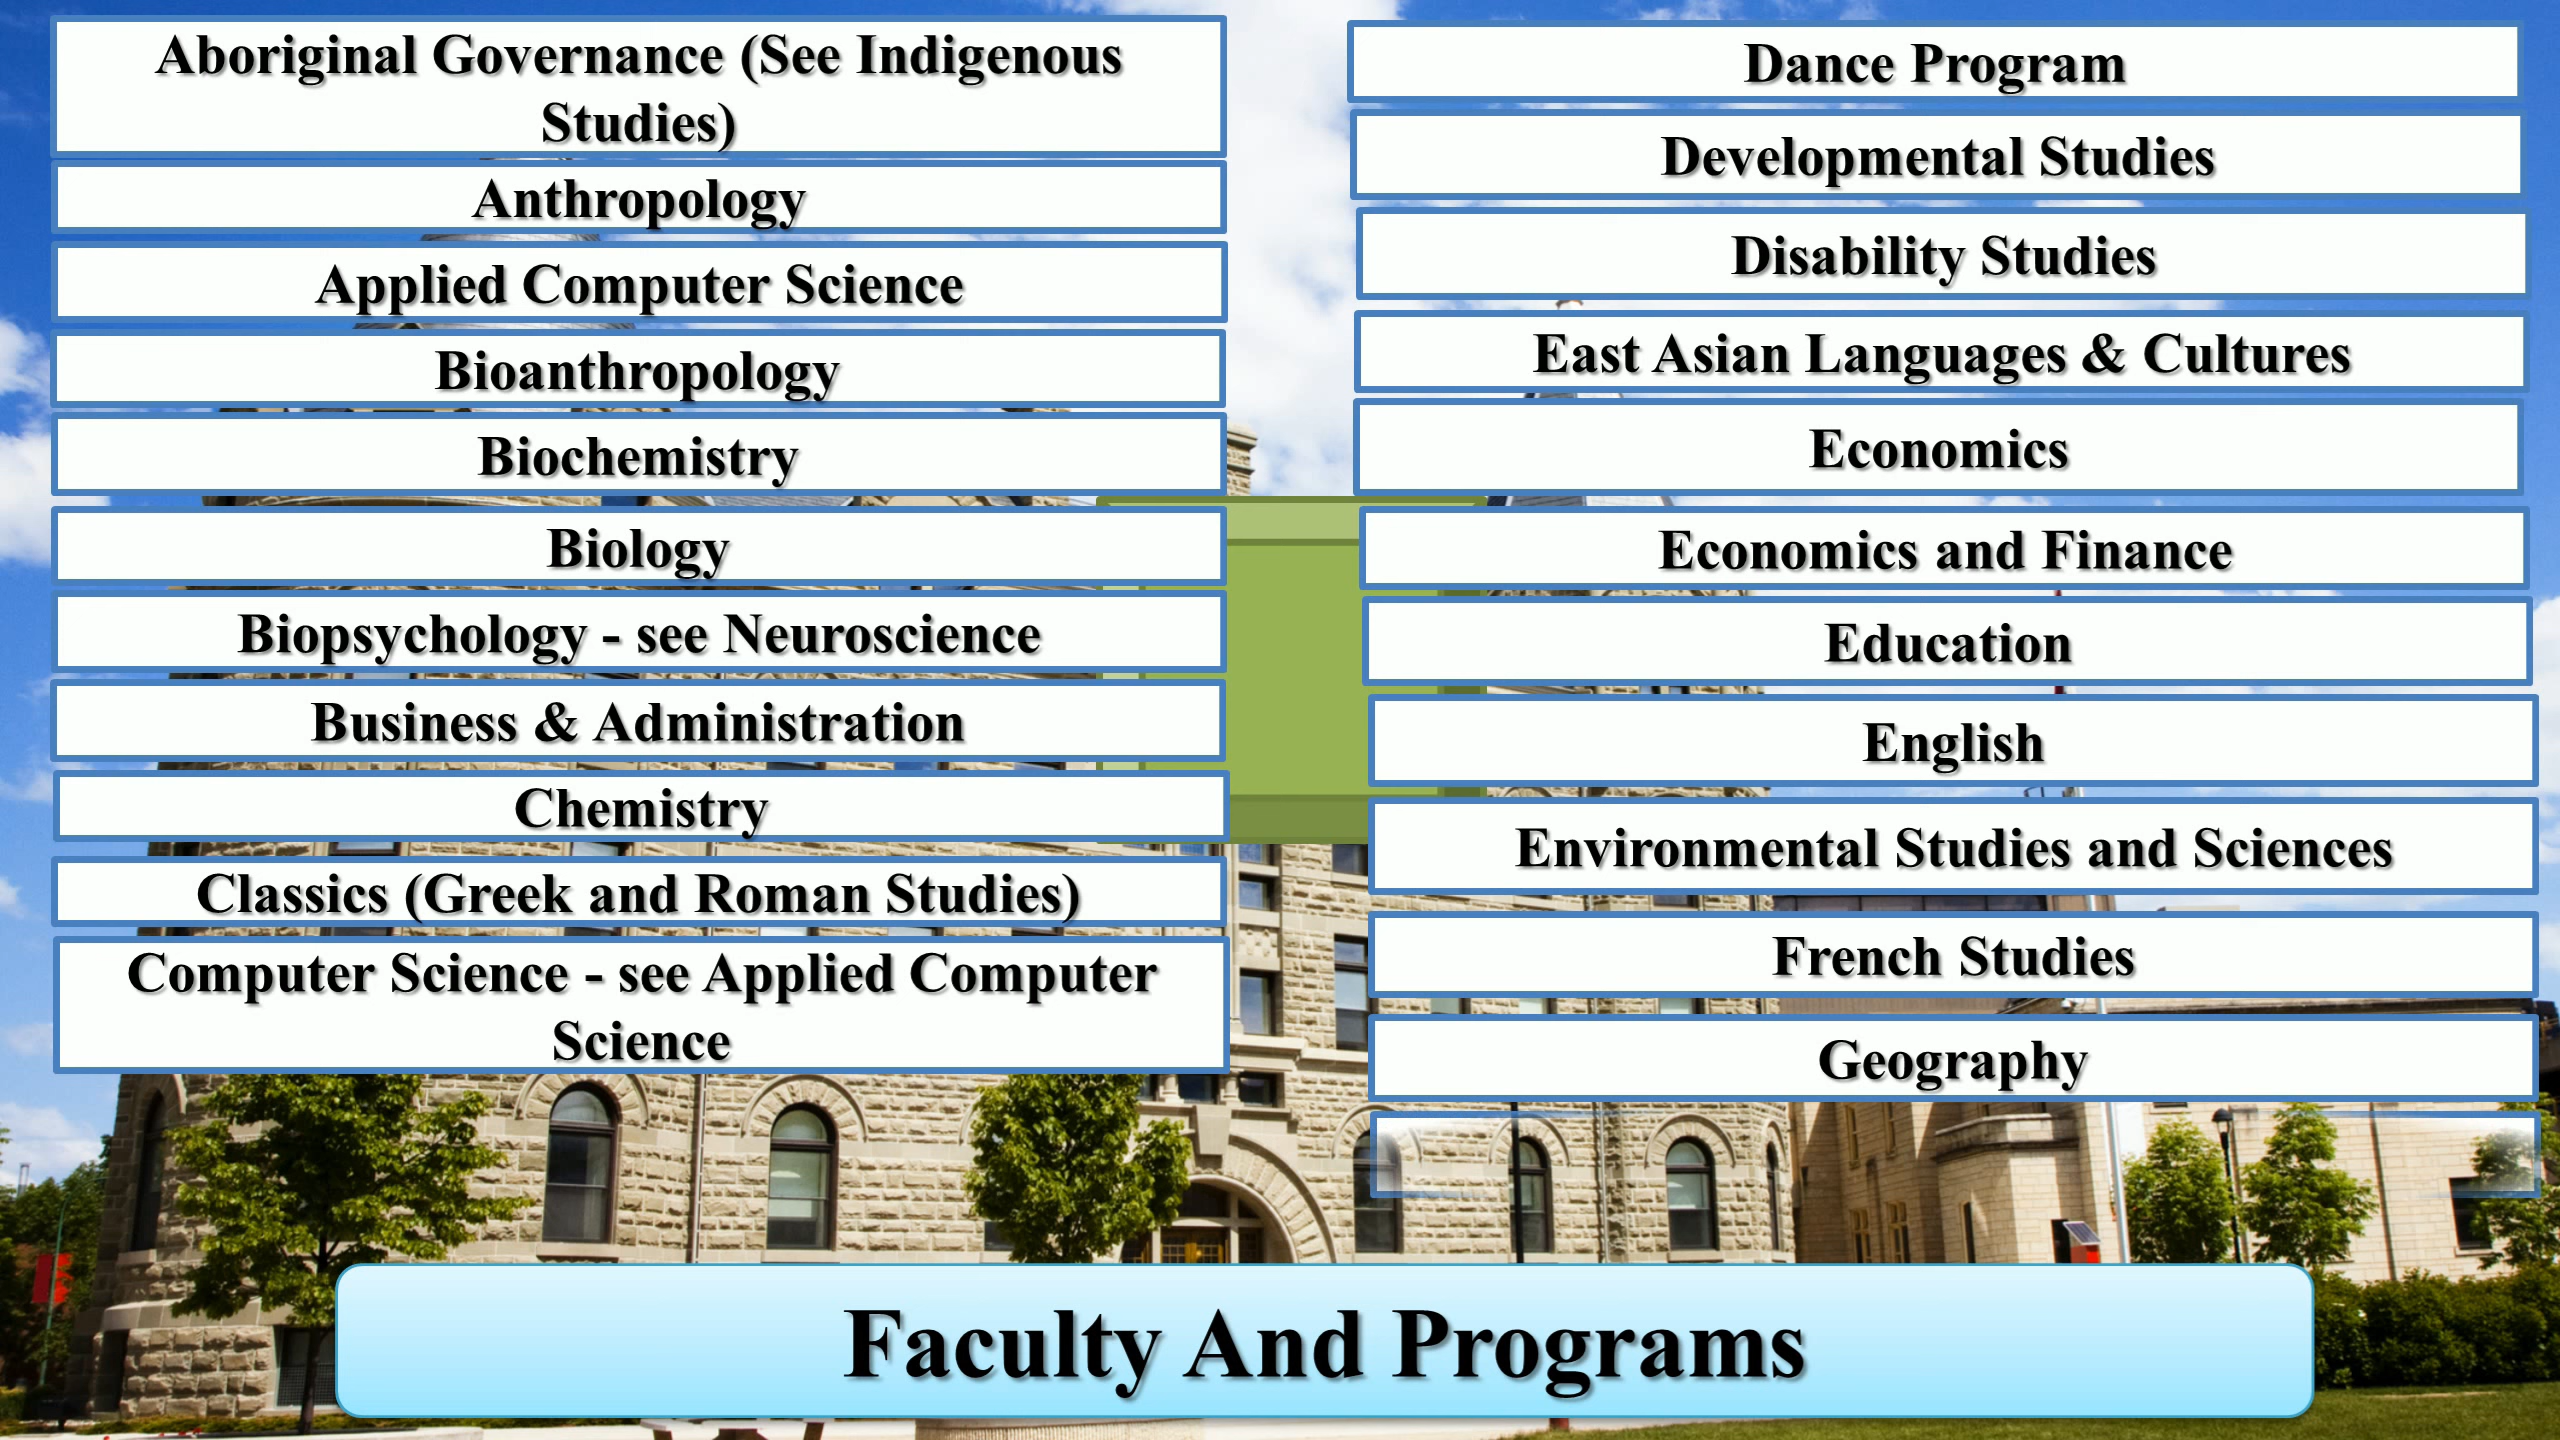 Aboriginal Governance (See Indigenous
Studies)
Anthropology
Applied Computer Science
Bioanthropology
Biochemistry
Biology
Biopsychology - see Neuroscience
Business & Administration
Chemistry
Classics (Greek and Roman Studies)
Computer Science - see Applied Computer
Science
Dance Program
Developmental Studies
Disability Studies
East Asian Languages & Cultures
Economics
Economics and Finance
Education
English
Environmental Studies and Sciences
French Studies
Geography
Faculty And Programs